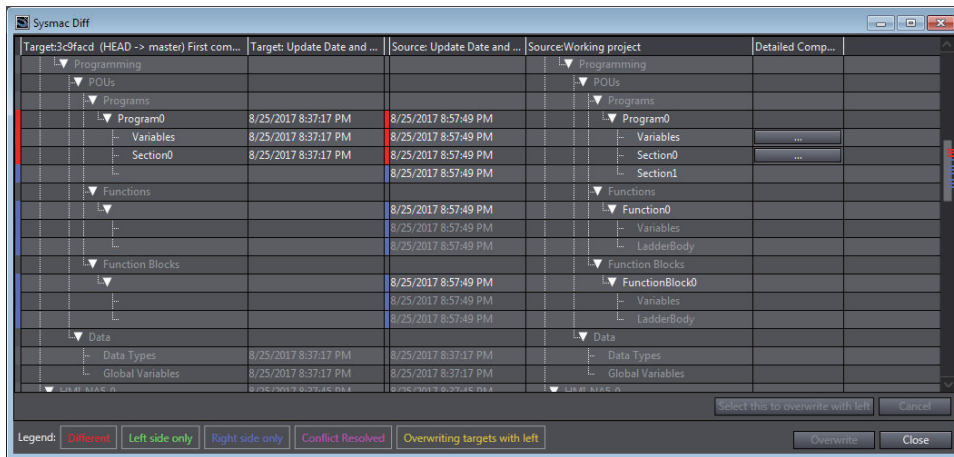 Sysmac Diff
Target:3c9facd (HEAD -> master) First com... Target: Update Date and ... Source: Update Date and ... Source:Working project Detailed Comp...
Programming Programming
POUs POUs
Programs Programs
Program0 8/25/2017 8:37:17 PM 8/25/2017 8:57:49 PM Program0
Variables 8/25/2017 8:37:17 PM 8/25/2017 8:57:49 PM Variables ...
Section0 8/25/2017 8:37:17 PM 8/25/2017 8:57:49 PM Section0 ...
8/25/2017 8:57:49 PM Section1
Functions Functions
8/25/2017 8:57:49 PM Function0
8/25/2017 8:57:49 PM Variables
8/25/2017 8:57:49 PM LadderBody
Function Blocks Function Blocks
8/25/2017 8:57:49 PM FunctionBlock0
8/25/2017 8:57:49 PM Variables
8/25/2017 8:57:49 PM LadderBody
Data Data
Data Types 8/25/2017 8:37:17 PM 8/25/2017 8:57:49 PM Data Types
Global Variables 8/25/2017 8:37:17 PM 8/25/2017 8:57:49 PM Global Variables
Select this to overwrite with left Cancel
Legend: Different Left side only Right side only Conflict Resolved Overwriting targets with left Overwrite Close